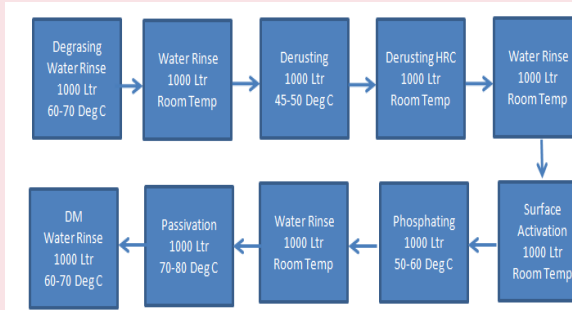 Degrasing
Water Rinse
1000 Ltr
60-70 Deg C
Water Rinse
1000 Ltr
Room Temp
Derusting
1000 Ltr
45-50 Deg C
Derusting HRC
1000 Ltr
Room Temp
Water Rinse
1000 Ltr
Room Temp
Surface
Activation
1000 Ltr
Room Temp
Phosphating
1000 Ltr
50-60 Deg C
Water Rinse
1000 Ltr
Room Temp
Passivation
1000 Ltr
70-80 Deg C
DM
Water Rinse
1000 Ltr
60-70 Deg C